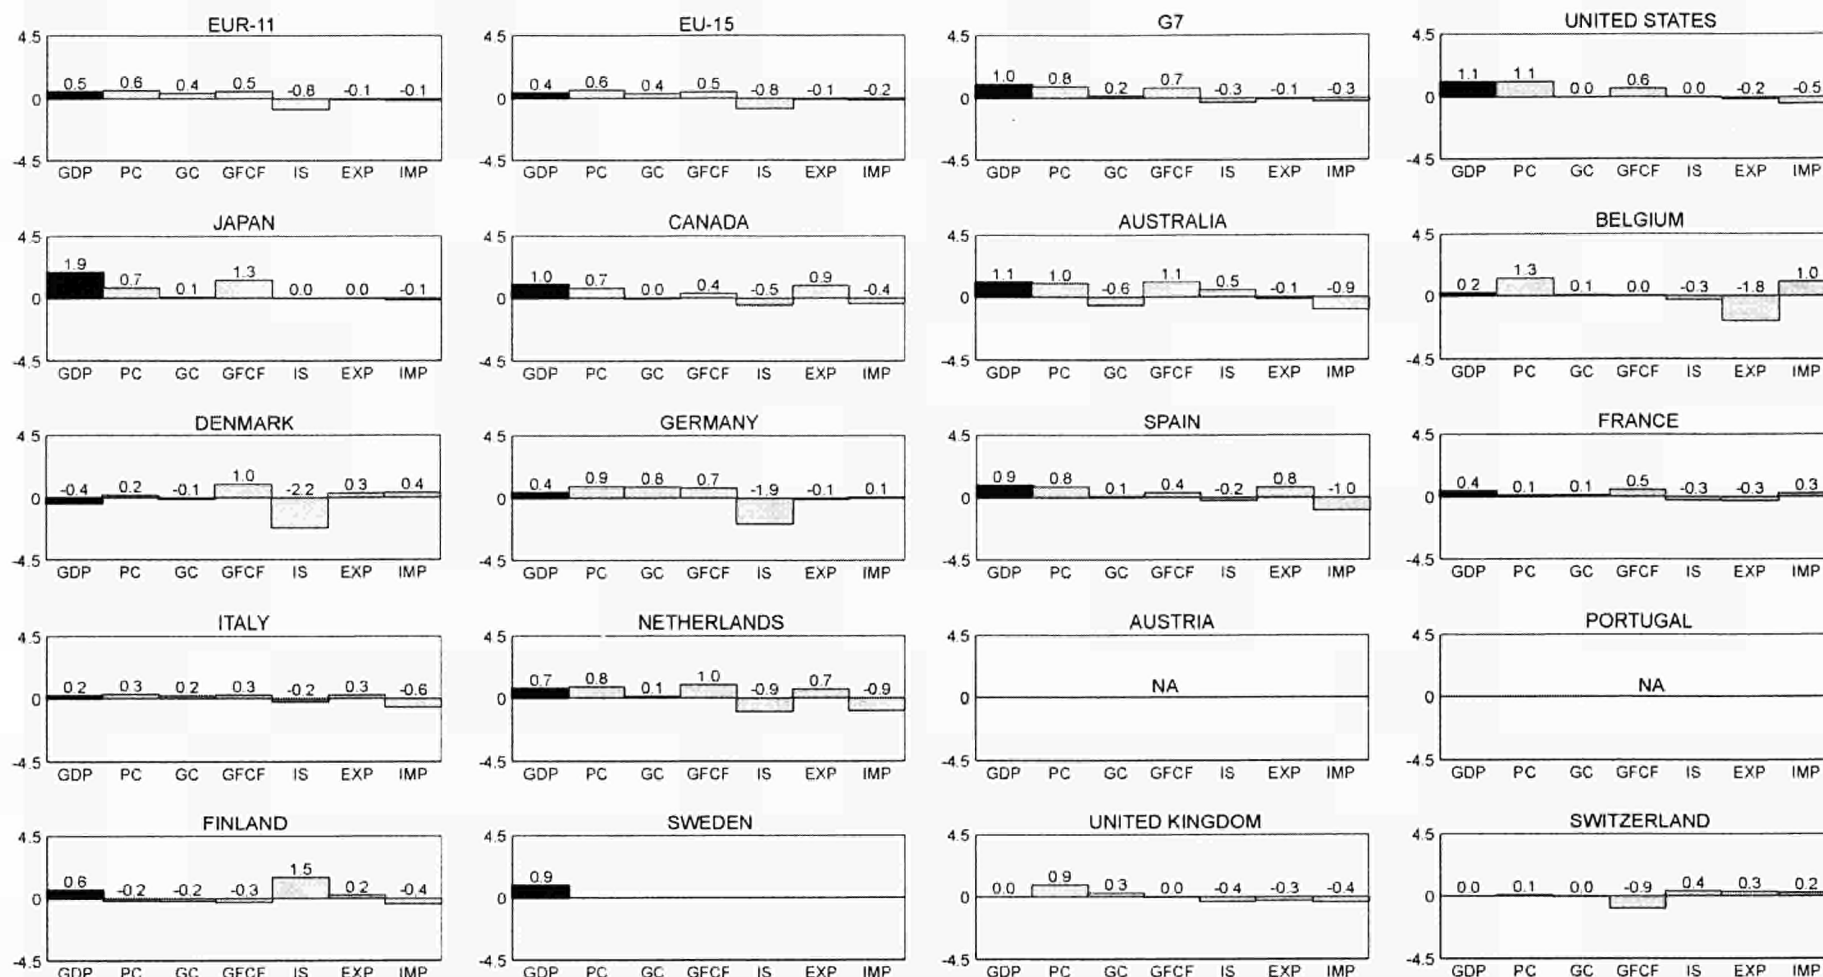 EUR-11 EU-15 G7 UNITED STATES
4.5 4.5 4.5 4.5
0.5 0.6 0.4 0.5 -0.8 -0.1 -0.1 0.4 0.6 0.4 0.5 -0.8 -0.1 -0.2 1.0 0.8 0.2 0.7 -0.3 -0.1 -0.3 1.1 1.1 0.0 0.6 0.0 -0.2 -0.5
0 0 0 0
-4.5 -4.5 -4.5 -4.5
GDP PC GC GFCF IS EXP IMP GDP PC GC GFCF IS EXP IMP GDP PC GC GFCF IS EXP IMP GDP PC GC GFCF IS EXP IMP
JAPAN CANADA AUSTRALIA BELGIUM
4.5 4.5 4.5 4.5
1.9 0.7 0.1 1.3 0.0 0.0 -0.1 1.0 0.7 0.0 0.4 -0.5 0.9 -0.4 1.1 1.0 -0.6 1.1 0.5 -0.1 -0.9 0.2 1.3 0.1 0.0 -0.3 -1.8 1.0
0 0 0 0
-4.5 -4.5 -4.5 -4.5
GDP PC GC GFCF IS EXP IMP GDP PC GC GFCF IS EXP IMP GDP PC GC GFCF IS EXP IMP GDP PC GC GFCF IS EXP IMP
DENMARK GERMANY SPAIN FRANCE
4.5 4.5 4.5 4.5
-0.4 0.2 -0.1 1.0 -2.2 0.3 0.4 0.4 0.9 0.8 0.7 -1.9 -0.1 0.1 0.9 0.8 0.1 0.4 -0.2 0.8 -1.0 0.4 0.1 0.1 0.5 -0.3 -0.3 0.3
0 0 0 0
-4.5 -4.5 -4.5 -4.5
GDP PC GC GFCF IS EXP IMP GDP PC GC GFCF IS EXP IMP GDP PC GC GFCF IS EXP IMP GDP PC GC GFCF IS EXP IMP
ITALY NETHERLANDS AUSTRIA PORTUGAL
4.5 4.5 4.5 4.5
0.2 0.3 0.2 0.3 -0.2 0.3 -0.6 0.7 0.8 0.1 1.0 -0.9 0.7 -0.9 NA NA
0 0 0 0
-4.5 -4.5 -4.5 -4.5
GDP PC GC GFCF IS EXP IMP GDP PC GC GFCF IS EXP IMP GDP PC GC GFCF IS EXP IMP GDP PC GC GFCF IS EXP IMP
FINLAND SWEDEN UNITED KINGDOM SWITZERLAND
4.5 4.5 4.5 4.5
0.6 -0.2 -0.2 -0.3 1.5 0.2 -0.4 0.9 0.0 0.9 0.3 0.0 -0.4 -0.3 -0.4 0.0 0.1 0.0 -0.9 0.4 0.3 0.2
0 0 0 0
-4.5 -4.5 -4.5 -4.5
GDP PC GC GFCF IS EXP IMP GDP PC GC GFCF IS EXP IMP GDP PC GC GFCF IS EXP IMP GDP PC GC GFCF IS EXP IMP